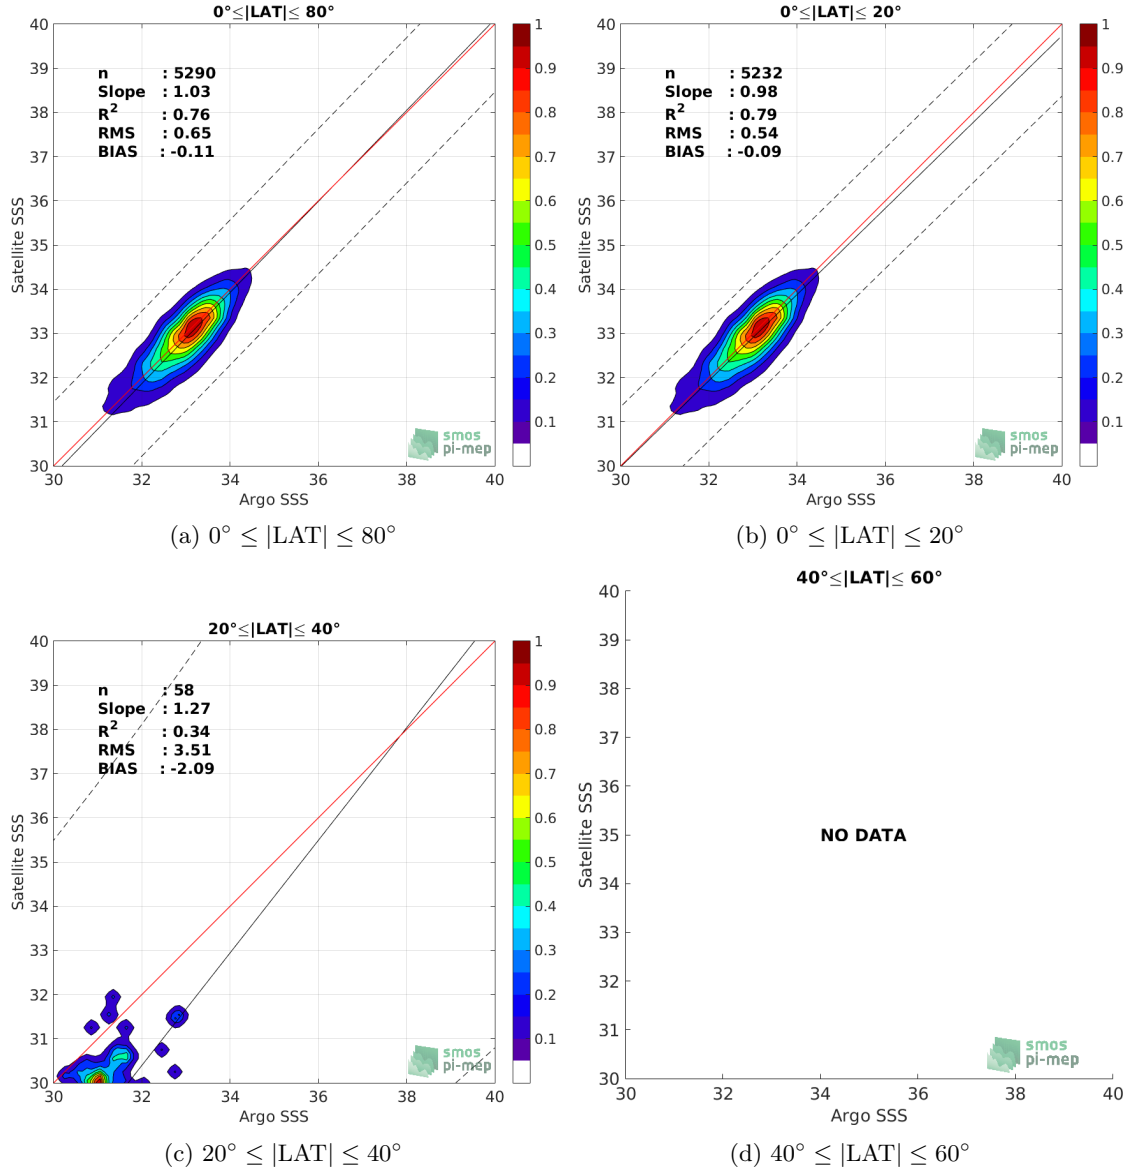 0°≤|LAT|≤ 80°
40
39
38
37
36
35
34
33
32
31
30
Satellite SSS
n : 5290
Slope : 1.03
R2 : 0.76
RMS : 0.65
BIAS : -0.11
smos
pi-mep
30 32 34 36 38 40
Argo SSS
1
0.9
0.8
0.7
0.6
0.5
0.4
0.3
0.2
0.1
(a) 0° ≤ |LAT| ≤ 80°
0°≤|LAT|≤ 20°
40
39
38
37
36
35
34
33
32
31
30
Satellite SSS
n : 5232
Slope : 0.98
R2 : 0.79
RMS : 0.54
BIAS : -0.09
smos
pi-mep
30 32 34 36 38 40
Argo SSS
1
0.9
0.8
0.7
0.6
0.5
0.4
0.3
0.2
0.1
(b) 0° ≤ |LAT| ≤ 20°
20°≤|LAT|≤ 40°
40
39
38
37
36
35
34
33
32
31
30
Satellite SSS
n : 58
Slope : 1.27
R2 : 0.34
RMS : 3.51
BIAS : -2.09
smos
pi-mep
30 32 34 36 38 40
Argo SSS
1
0.9
0.8
0.7
0.6
0.5
0.4
0.3
0.2
0.1
(c) 20° ≤ |LAT| ≤ 40°
40°≤|LAT|≤ 60°
40
39
38
37
36
35
34
33
32
31
30
Satellite SSS
NO DATA
smos
pi-mep
30 32 34 36 38 40
Argo SSS
(d) 40° ≤ |LAT| ≤ 60°